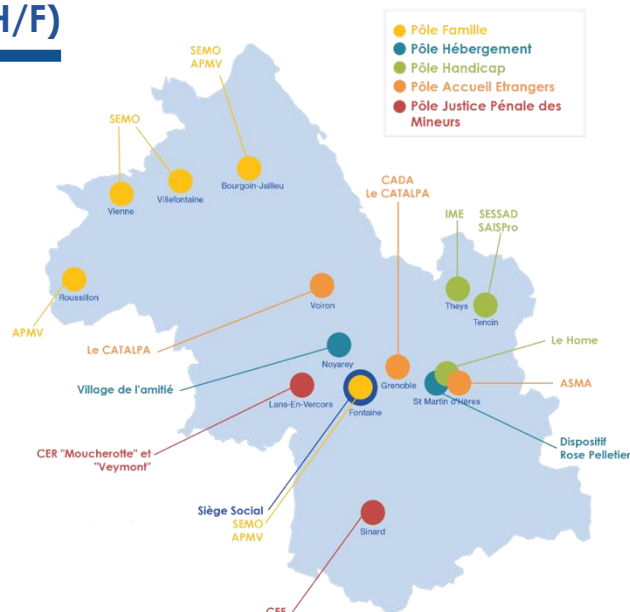 H/F)
Pôle Famille
Pôle Hébergement
Pôle Handicap
Pôle Accueil Etrangers
Pôle Justice Pénale des
Mineurs
SEMO
APMV
SEMO
Bourgoin-Jailleu
Villefontaine
Vienne
CADA
Le CATALPA
IME
SESSAD
SAISPro
Roussillon
Voiron
Theys
Tencin
APMV
Le CATALPA
Le Home
Noyarey
Village de l'amitié
Grenoble
ASMA
Lans-En-Vercors
Fontaine
St Martin d'Hères
CER "Moucherotte" et
"Veymont"
Dispositif
Rose Pelletier
Siège Social
SEMO
APMV
Sinard